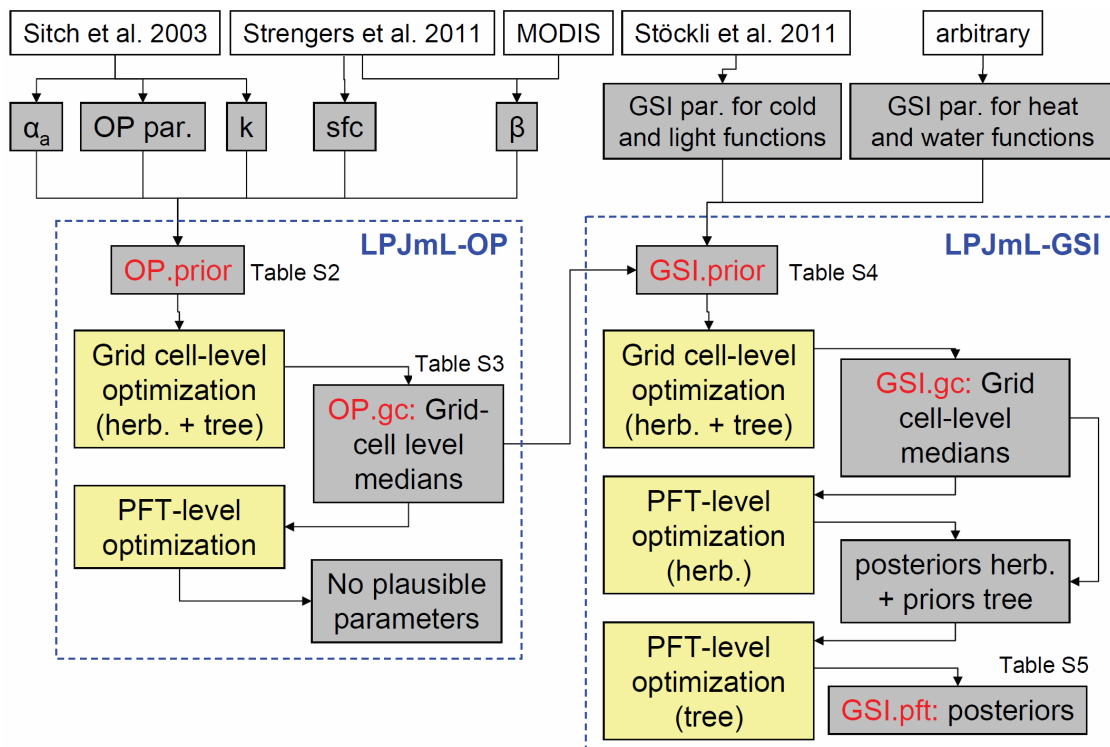 Sitch et al. 2003
Strengers et al. 2011
MODIS
Stöckli et al. 2011
arbitrary
αa
OP par.
k
sfc
β
GSI par. for cold
and light functions
GSI par. for heat
and water functions
LPJmL-OP
OP.prior
Table S2
Grid cell-level
optimization
(herb. + tree)
Table S3
OP.gc: Grid-
cell level
medians
PFT-level
optimization
No plausible
parameters
LPJmL-GSI
GSI.prior
Table S4
Grid cell-level
optimization
(herb. + tree)
GSI.gc: Grid
cell-level
medians
PFT-level
optimization
(herb.)
posteriors herb.
+ priors tree
PFT-level
optimization
(tree)
Table S5
GSI.pft: posteriors